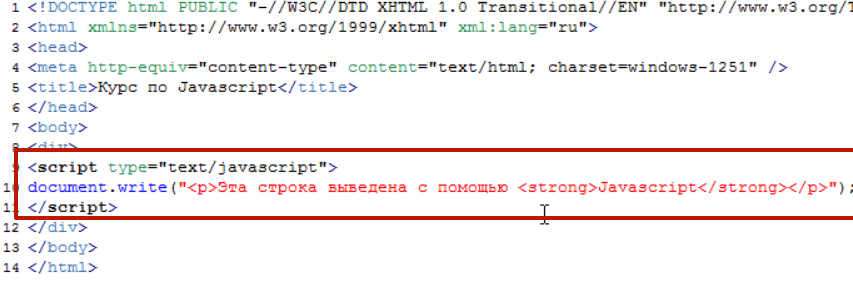 1 <!DOCTYPE html PUBLIC "-//W3C//DTD XHTML 1.0 Transitional//EN" "http://www.w3.org/
2 <html xmlns="http://www.w3.org/1999/xhtml" xml:lang="ru">
3 <head>
4 <meta http-equiv="content-type" content="text/html; charset=windows-1251" />
5 <title>Курс по Javascript</title>
6 </head>
7 <body>
8 <div>
9 <script type="text/javascript">
10 document.write("<p>Эта строка выведена с помощью <strong>Javascript</strong></p>");
11 </script>
12 </div>
13 </body>
14 </html>